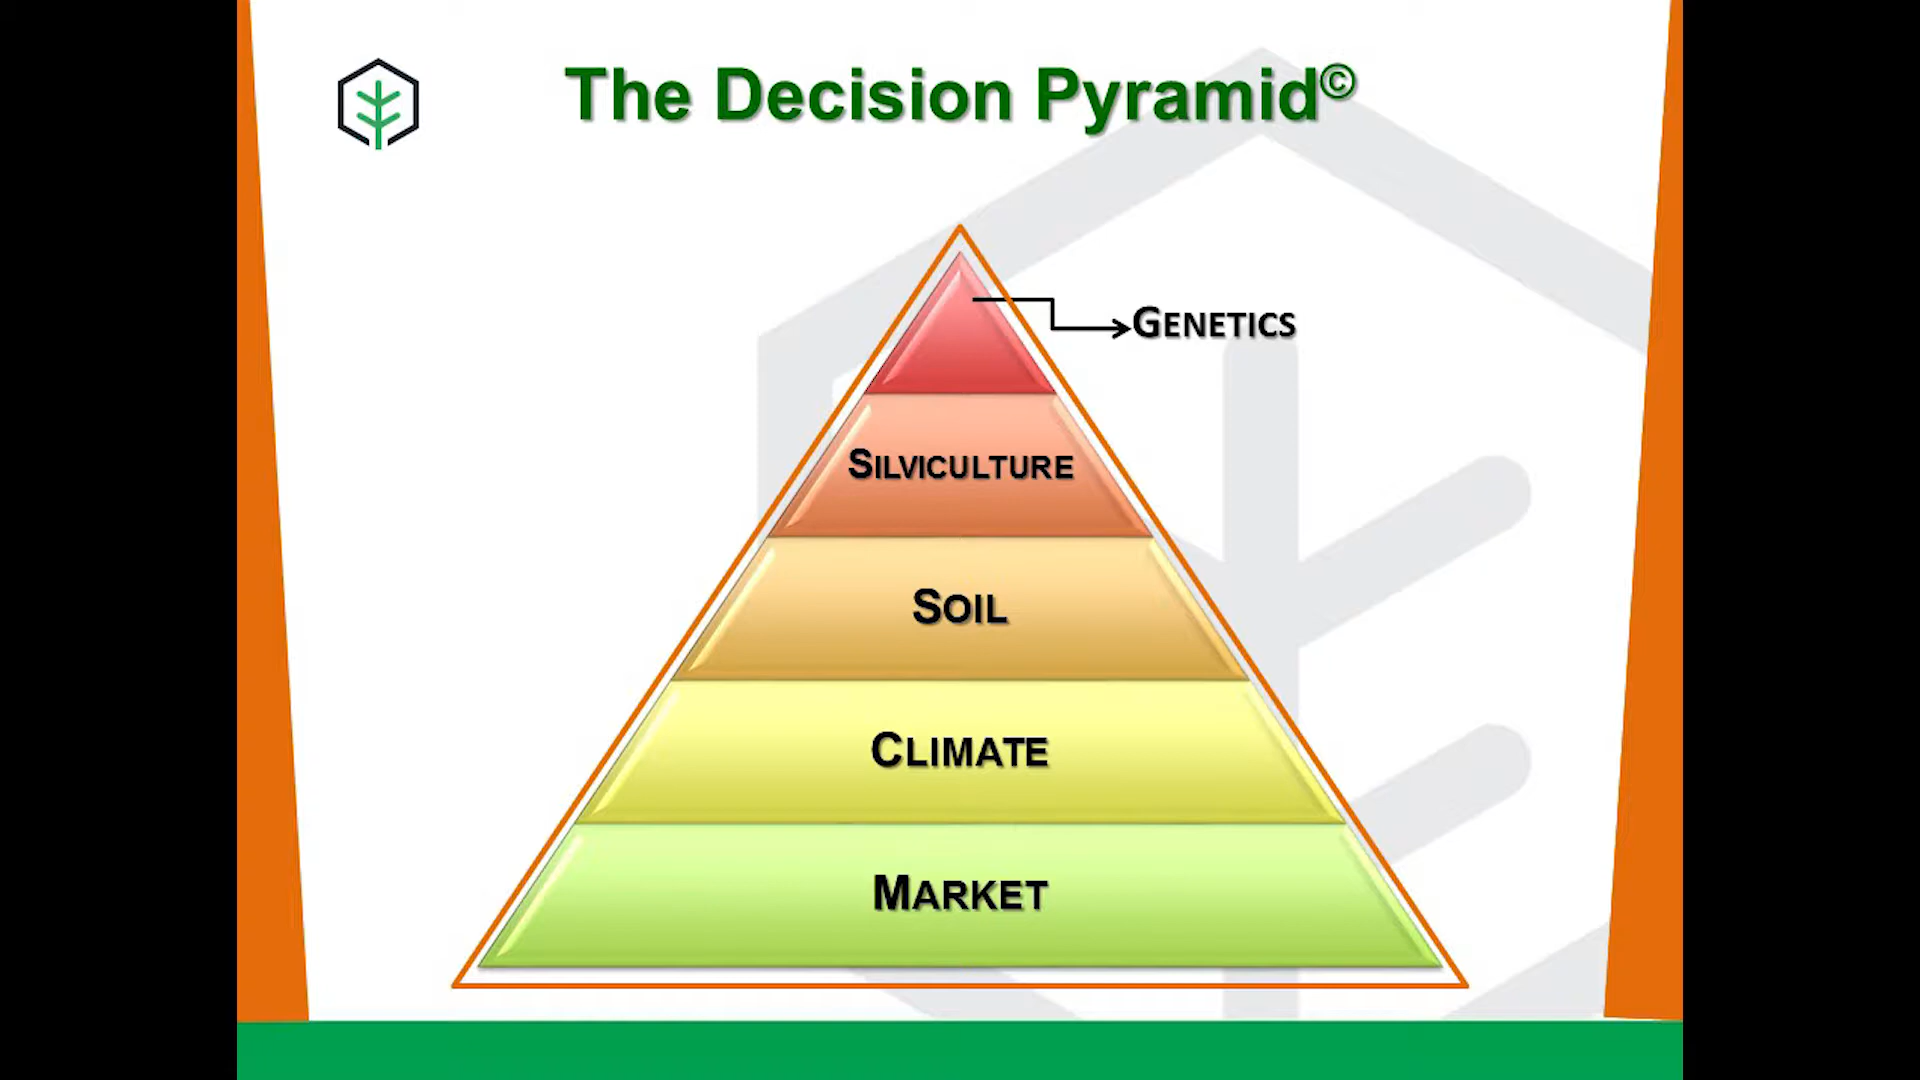 The Decision Pyramid©
GENETICS
SILVICULTURE
SOIL
CLIMATE
MARKET